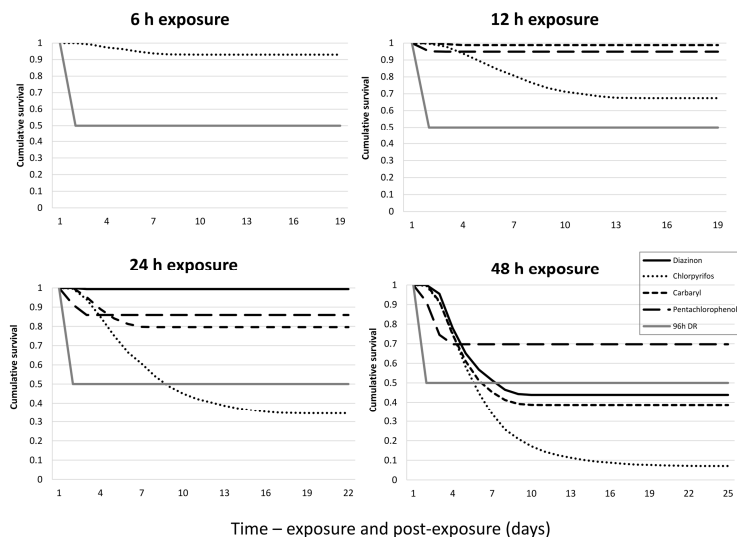 6 h exposure
Cumulative survival
1
0.9
0.8
0.7
0.6
0.5
0.4
0.3
0.2
0.1
0
1 4 7 10 13 16 19
12 h exposure
Cumulative survival
1
0.9
0.8
0.7
0.6
0.5
0.4
0.3
0.2
0.1
0
1 4 7 10 13 16 19
24 h exposure
Cumulative survival
1
0.9
0.8
0.7
0.6
0.5
0.4
0.3
0.2
0.1
0
1 4 7 10 13 16 19 22
48 h exposure
Cumulative survival
1
0.9
0.8
0.7
0.6
0.5
0.4
0.3
0.2
0.1
0
1 4 7 10 13 16 19 22 25
Diazinon
Chlorpyrifos
Carbaryl
Pentachlorophenol
96h DR
Time – exposure and post-exposure (days)